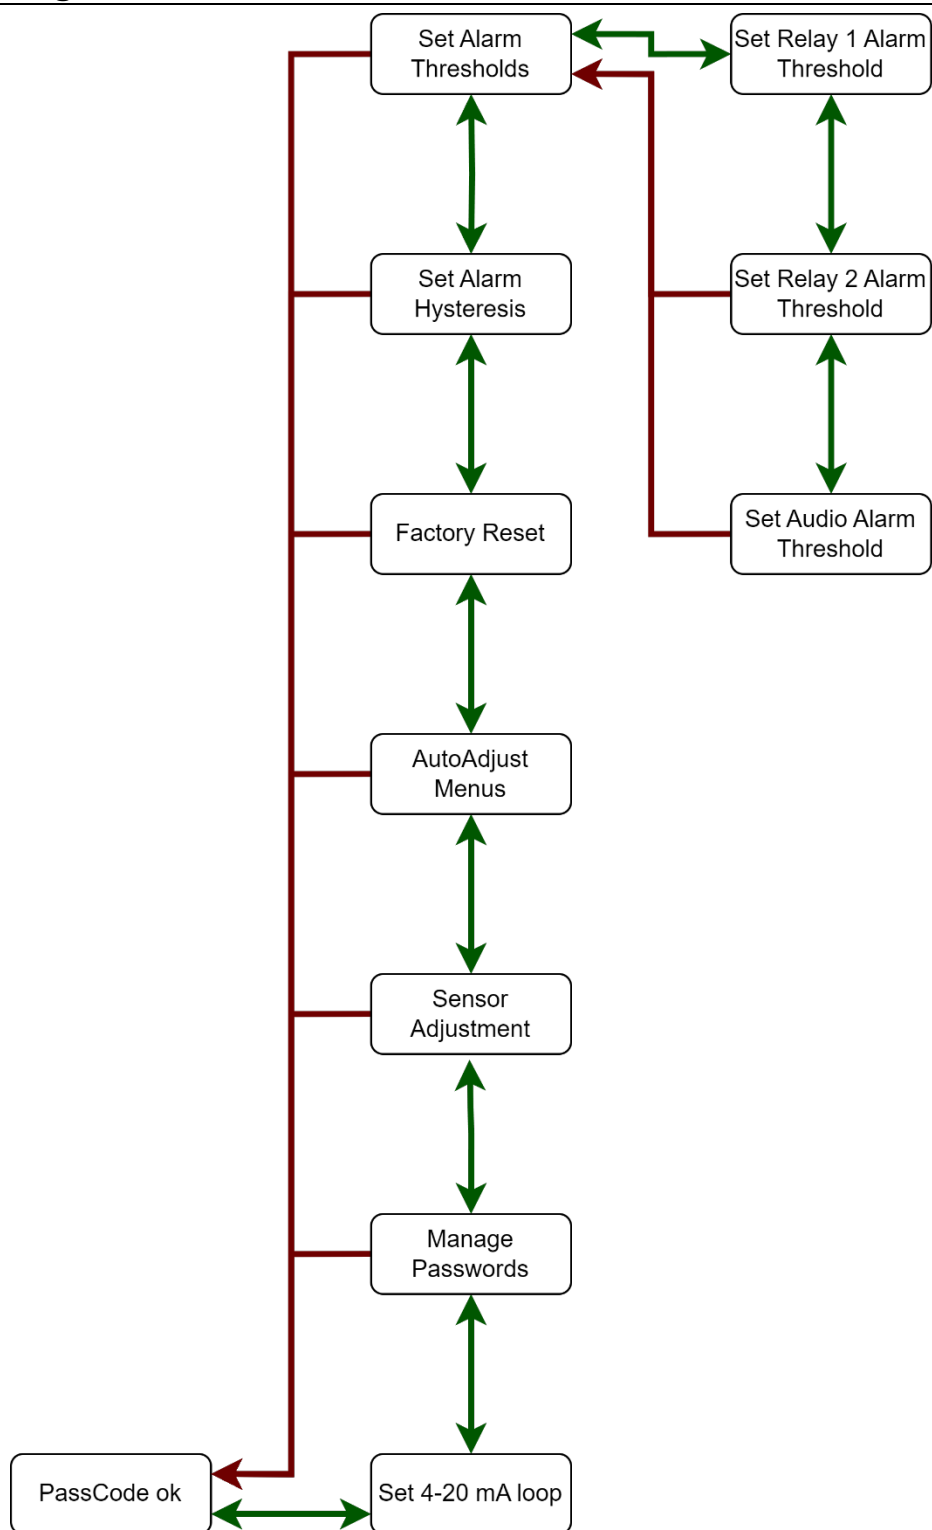 Set Alarm
Thresholds
Set Relay 1 Alarm
Threshold
Set Alarm
Hysteresis
Set Relay 2 Alarm
Threshold
Factory Reset
Set Audio Alarm
Threshold
AutoAdjust
Menus
Sensor
Adjustment
Manage
Passwords
PassCode ok
Set 4-20 mA loop